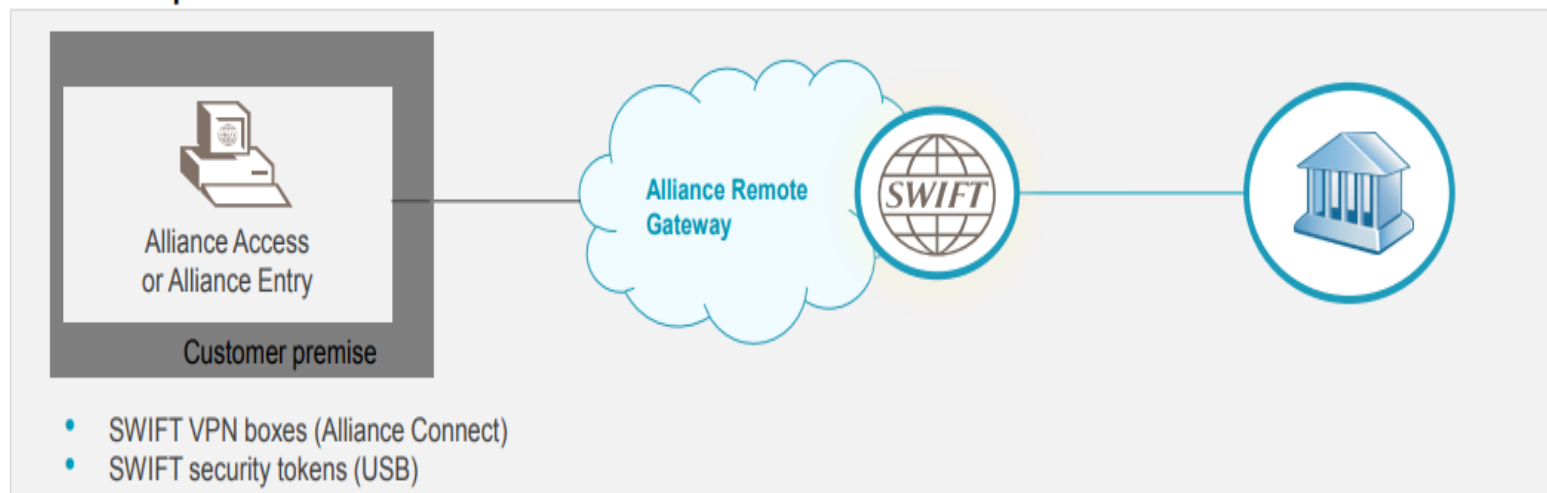 Alliance Access
or Alliance Entry
Customer premise
Alliance Remote
Gateway
SWIFT
• SWIFT VPN boxes (Alliance Connect)
• SWIFT security tokens (USB)